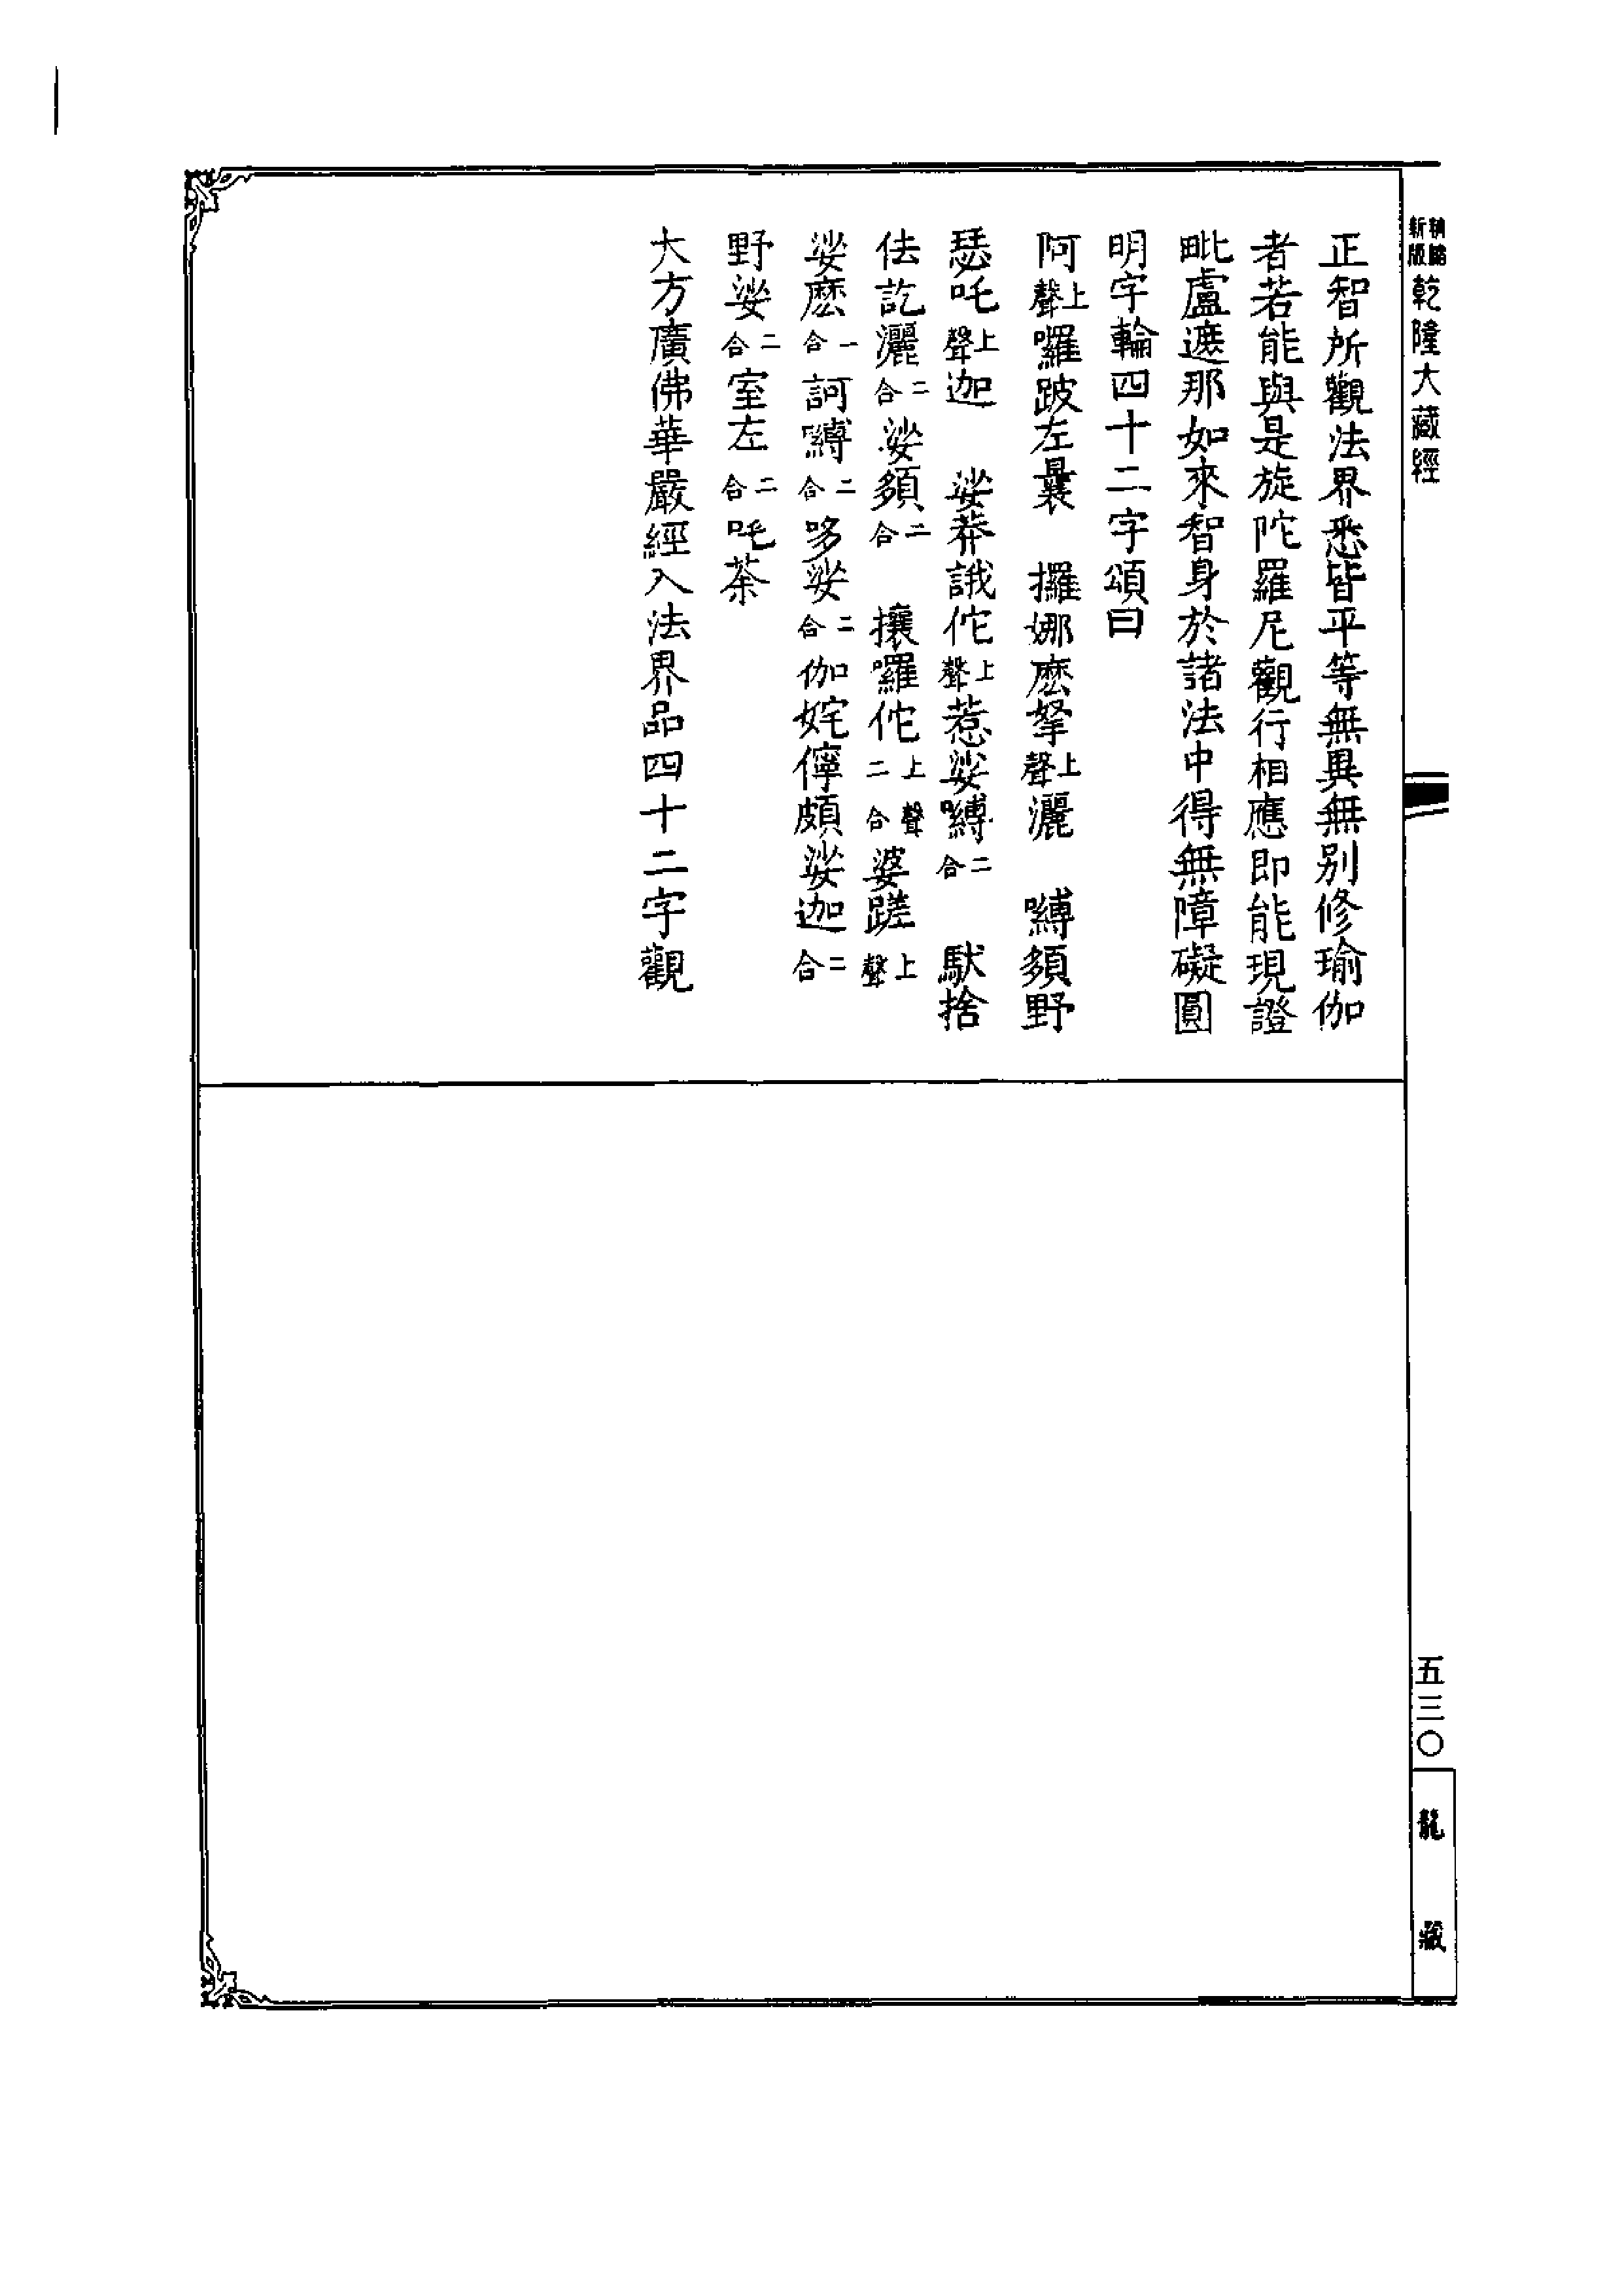 新版
乾隆大藏經
正智所觀法界悉皆平等無異無別修瑜伽
者若能與是旋陀羅尼觀行相應即能現證
毗盧遮那如來智身於諸法中得無障礙圓
明字輪四十二字頌曰
阿上聲囉跛左曩　攞娜麽拏上聲灑　嚩頞野
瑟吒上聲迦　娑莽誐佗上聲惹娑嚩二合　馱捨
佉訖灑二合娑頞二合　攘囉佗上聲二合婆蹉上聲
娑麽一合訶嚩二合哆娑二合伽姹儜頗娑迦二合
野娑二合室左二合吒荼
大方廣佛華嚴經入法界品四十二字觀
五三〇
龍藏